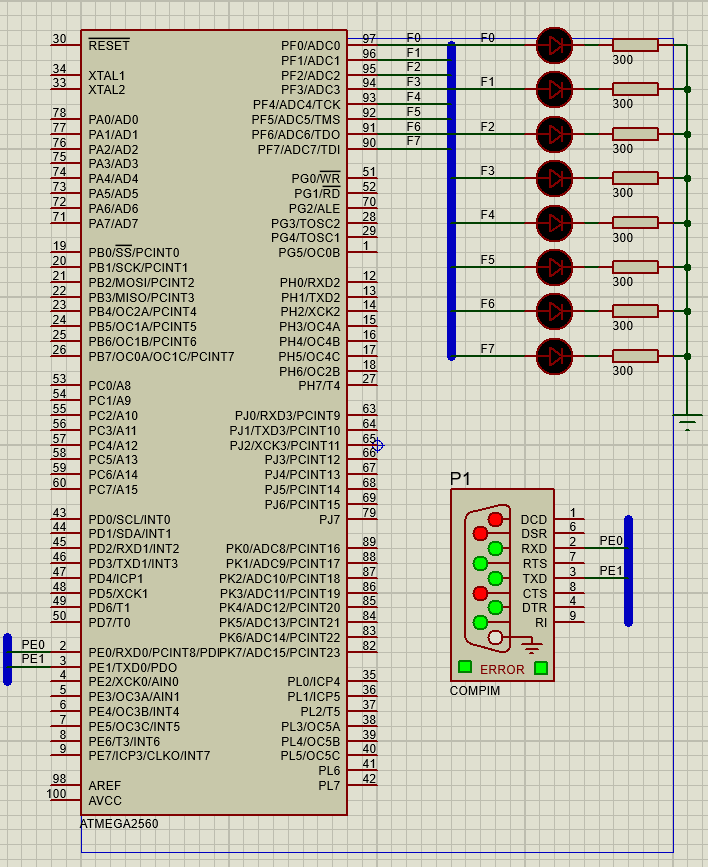 30 RESET PF0/ADC0 97 F0 F0
PF1/ADC1 96 F1
34 XTAL1 PF2/ADC2 95 F2
33 XTAL2 PF3/ADC3 94 F3 F1
PF4/ADC4/TCK 93 F4
78 PA0/AD0 PF5/ADC5/TMS 92 F5
77 PA1/AD1 PF6/ADC6/TDO 91 F6 F2
76 PA2/AD2 PF7/ADC7/TDI 90 F7
75 PA3/AD3
74 PA4/AD4 PG0/WR 51 F3
73 PA5/AD5 PG1/RD 52
72 PA6/AD6 PG2/ALE 70
71 PA7/AD7 PG3/TOSC2 28 F4
PG4/TOSC1 29
19 PB0/SS/PCINT0 PG5/OC0B 1
20 PB1/SCK/PCINT1 F5
21 PB2/MOSI/PCINT2 PH0/RXD2 12
22 PB3/MISO/PCINT3 PH1/TXD2 13
23 PB4/OC2A/PCINT4 PH2/XCK2 14 F6
24 PB5/OC1A/PCINT5 PH3/OC4A 15
25 PB6/OC1B/PCINT6 PH4/OC4B 16
26 PB7/OC0A/OC1C/PCINT7 PH5/OC4C 17 F7
PH6/OC2B 18
53 PC0/A8 PH7/T4 27
54 PC1/A9
55 PC2/A10 PJ0/RXD3/PCINT9 63
56 PC3/A11 PJ1/TXD3/PCINT10 64
57 PC4/A12 PJ2/XCK3/PCINT11 65
58 PC5/A13 PJ3/PCINT12 66
59 PC6/A14 PJ4/PCINT13 67
60 PC7/A15 PJ5/PCINT14 68
PJ6/PCINT15 69
43 PD0/SCL/INT0 PJ7 79
44 PD1/SDA/INT1
45 PD2/RXD1/INT2 PK0/ADC8/PCINT16 89
46 PD3/TXD1/INT3 PK1/ADC9/PCINT17 88
47 PD4/ICP1 PK2/ADC10/PCINT18 87
48 PD5/XCK1 PK3/ADC11/PCINT19 86
49 PD6/T1 PK4/ADC12/PCINT20 85
50 PD7/T0 PK5/ADC13/PCINT21 84
PK6/ADC14/PCINT22 83
PE0 2 PE0/RXD0/PCINT8/PDI PK7/ADC15/PCINT23 82
PE1 3 PE1/TXD0/PDO
4 PE2/XCK0/AIN0 PL0/ICP4 35
5 PE3/OC3A/AIN1 PL1/ICP5 36
6 PE4/OC3B/INT4 PL2/T5 37
7 PE5/OC3C/INT5 PL3/OC5A 38
8 PE6/T3/INT6 PL4/OC5B 39
9 PE7/ICP3/CLKO/INT7 PL5/OC5C 40
PL6 41
98 AREF PL7 42
100 AVCC
ATMEGA2560
300
300
300
300
300
300
300
300
P1
DCD 1
DSR 6
RXD 2 PE0
RTS 7
TXD 3 PE1
CTS 8
DTR 4
RI 9
ERROR
COMPIM